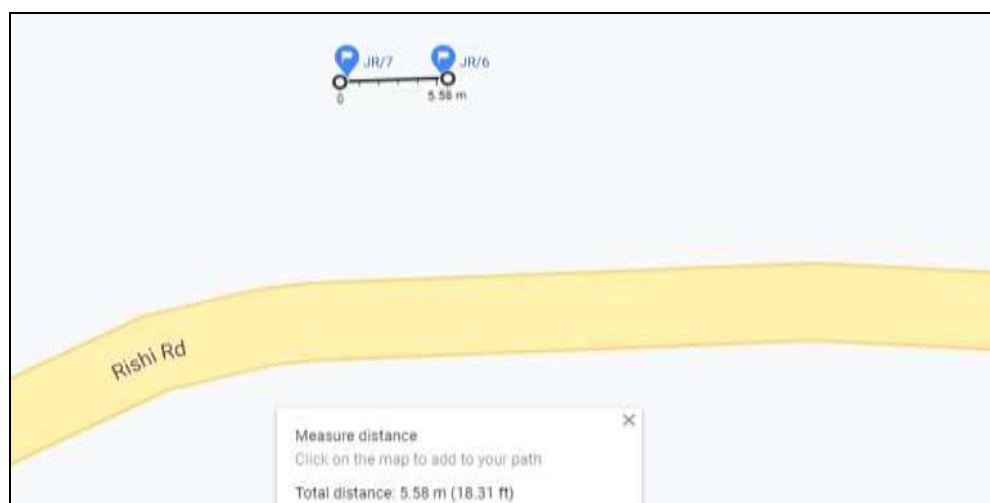 JR/7
JR/6
0
5.58 m
Rishi Rd
Measure distance
Click on the map to add to your path
Total distance: 5.58 m (18.31 ft)